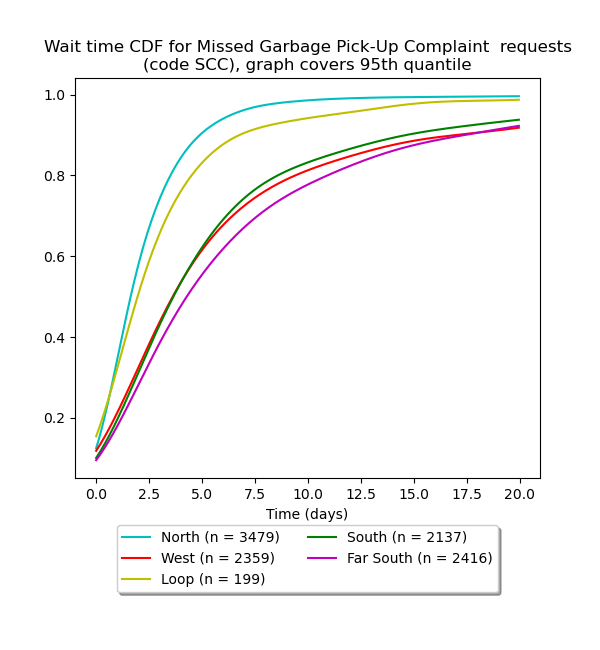 Wait time CDF for Missed Garbage Pick-Up Complaint  requests
(code SCC), graph covers 95th quantile
1.0
0.8
0.6
0.4
0.2
0.0 2.5 5.0 7.5 10.0 12.5 15.0 17.5 20.0
Time (days)
North (n = 3479) South (n = 2137)
West (n = 2359) Far South (n = 2416)
Loop (n = 199)